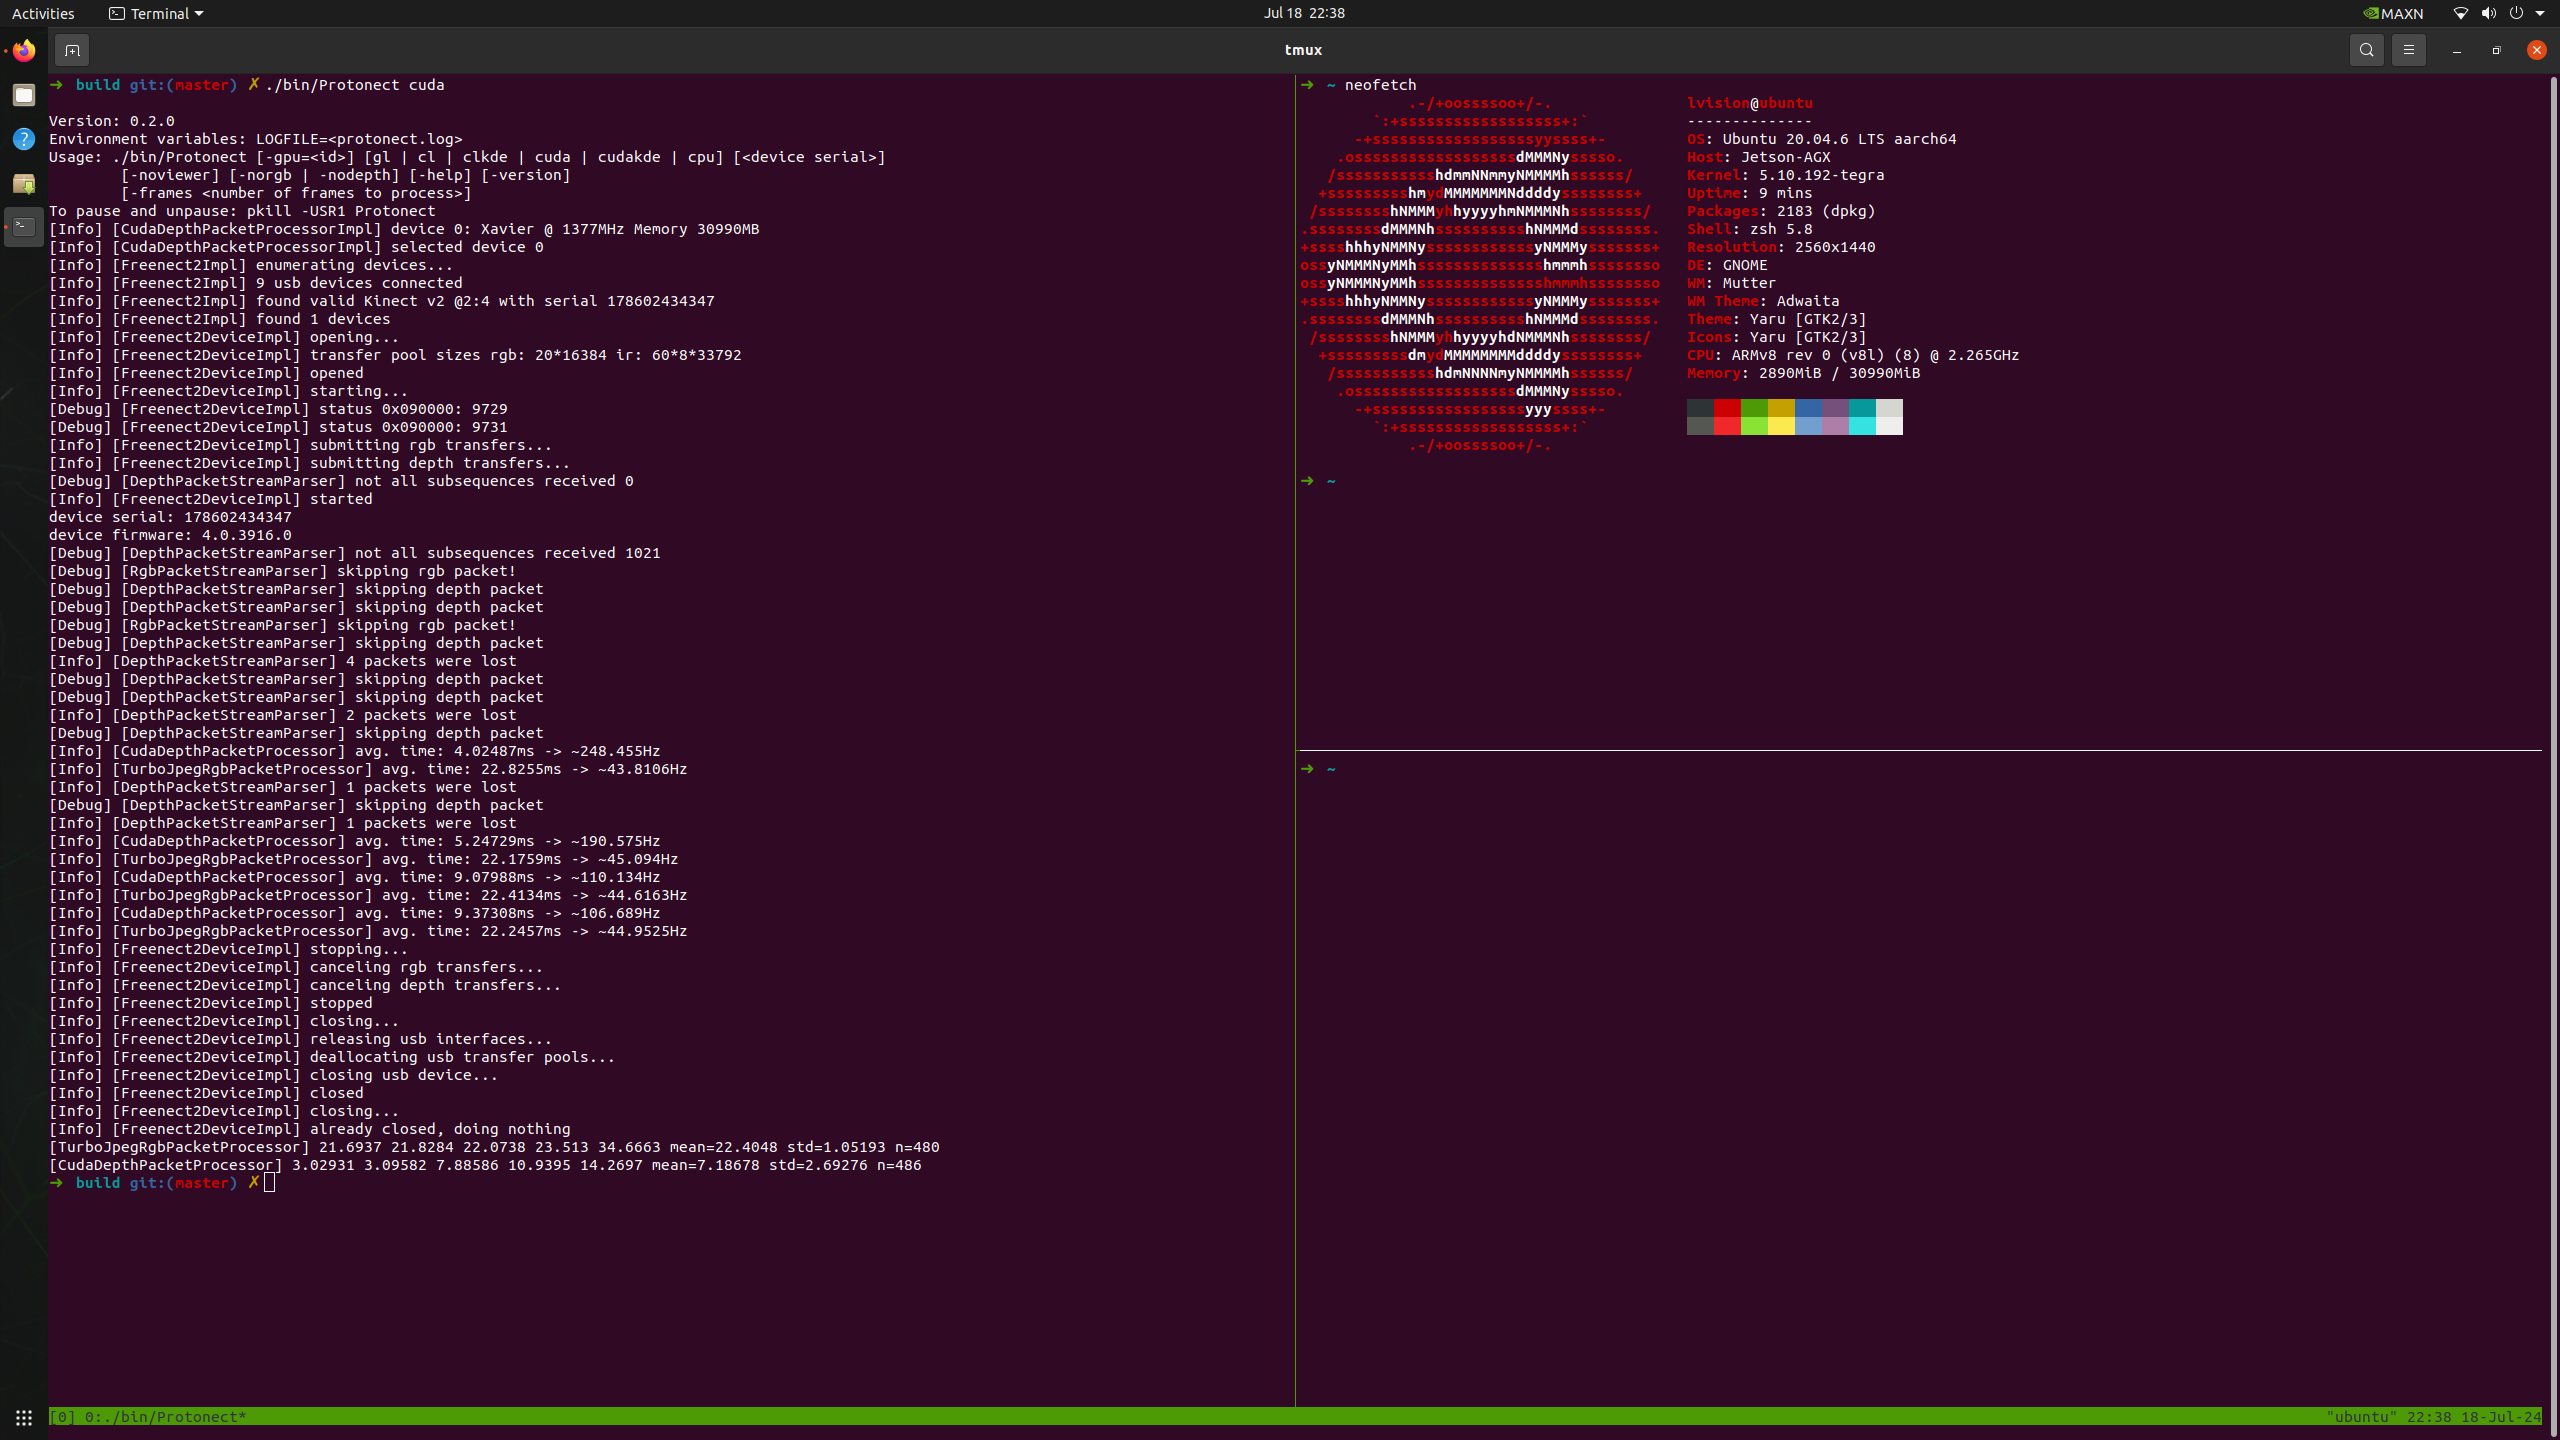 Activities
Terminal
Jul 18 22:38
MAXN
tmux
➜ build git:(master) ✗ ./bin/Protonect cuda
Version: 0.2.0
Environment variables: LOGFILE=<protonect.log>
Usage: ./bin/Protonect [-gpu=<id>] [gl | cl | clkde | cuda | cudakde | cpu] [<device serial>]
[-noviewer] [-norgb | -nodepth] [-help] [-version]
[-frames <number of frames to process>]
To pause and unpause: pkill -USR1 Protonect
[Info] [CudaDepthPacketProcessorImpl] device 0: Xavier @ 1377MHz Memory 30990MB
[Info] [CudaDepthPacketProcessorImpl] selected device 0
[Info] [Freenect2Impl] enumerating devices...
[Info] [Freenect2Impl] 9 usb devices connected
[Info] [Freenect2Impl] found valid Kinect v2 @2:4 with serial 178602434347
[Info] [Freenect2Impl] found 1 devices
[Info] [Freenect2DeviceImpl] opening...
[Info] [Freenect2DeviceImpl] transfer pool sizes rgb: 20*16384 ir: 60*8*33792
[Info] [Freenect2DeviceImpl] opened
[Info] [Freenect2DeviceImpl] starting...
[Debug] [Freenect2DeviceImpl] status 0x090000: 9729
[Debug] [Freenect2DeviceImpl] status 0x090000: 9731
[Info] [Freenect2DeviceImpl] submitting rgb transfers...
[Info] [Freenect2DeviceImpl] submitting depth transfers...
[Debug] [DepthPacketStreamParser] not all subsequences received 0
[Info] [Freenect2DeviceImpl] started
device serial: 178602434347
device firmware: 4.0.3916.0
[Debug] [DepthPacketStreamParser] not all subsequences received 1021
[Debug] [RgbPacketStreamParser] skipping rgb packet!
[Debug] [DepthPacketStreamParser] skipping depth packet
[Debug] [DepthPacketStreamParser] skipping depth packet
[Debug] [RgbPacketStreamParser] skipping rgb packet!
[Debug] [DepthPacketStreamParser] skipping depth packet
[Info] [DepthPacketStreamParser] 4 packets were lost
[Debug] [DepthPacketStreamParser] skipping depth packet
[Debug] [DepthPacketStreamParser] skipping depth packet
[Info] [DepthPacketStreamParser] 2 packets were lost
[Debug] [DepthPacketStreamParser] skipping depth packet
[Info] [CudaDepthPacketProcessor] avg. time: 4.02487ms -> ~248.455Hz
[Info] [TurboJpegRgbPacketProcessor] avg. time: 22.8255ms -> ~43.8106Hz
[Info] [DepthPacketStreamParser] 1 packets were lost
[Debug] [DepthPacketStreamParser] skipping depth packet
[Info] [DepthPacketStreamParser] 1 packets were lost
[Info] [CudaDepthPacketProcessor] avg. time: 5.24729ms -> ~190.575Hz
[Info] [TurboJpegRgbPacketProcessor] avg. time: 22.1759ms -> ~45.094Hz
[Info] [CudaDepthPacketProcessor] avg. time: 9.07988ms -> ~110.134Hz
[Info] [TurboJpegRgbPacketProcessor] avg. time: 22.4134ms -> ~44.6163Hz
[Info] [CudaDepthPacketProcessor] avg. time: 9.37308ms -> ~106.689Hz
[Info] [TurboJpegRgbPacketProcessor] avg. time: 22.2457ms -> ~44.9525Hz
[Info] [Freenect2DeviceImpl] stopping...
[Info] [Freenect2DeviceImpl] canceling rgb transfers...
[Info] [Freenect2DeviceImpl] canceling depth transfers...
[Info] [Freenect2DeviceImpl] stopped
[Info] [Freenect2DeviceImpl] closing...
[Info] [Freenect2DeviceImpl] releasing usb interfaces...
[Info] [Freenect2DeviceImpl] deallocating usb transfer pools...
[Info] [Freenect2DeviceImpl] closing usb device...
[Info] [Freenect2DeviceImpl] closed
[Info] [Freenect2DeviceImpl] closing...
[Info] [Freenect2DeviceImpl] already closed, doing nothing
[TurboJpegRgbPacketProcessor] 21.6937 21.8284 22.0738 23.513 34.6663 mean=22.4048 std=1.05193 n=480
[CudaDepthPacketProcessor] 3.02931 3.09582 7.88586 10.9395 14.2697 mean=7.18678 std=2.69276 n=486
➜ build git:(master) ✗
➜ ~ neofetch
lvision@ubuntu
--------------
OS: Ubuntu 20.04.6 LTS aarch64
Host: Jetson-AGX
Kernel: 5.10.192-tegra
Uptime: 9 mins
Packages: 2183 (dpkg)
Shell: zsh 5.8
Resolution: 2560x1440
DE: GNOME
WM: Mutter
WM Theme: Adwaita
Theme: Yaru [GTK2/3]
Icons: Yaru [GTK2/3]
CPU: ARMv8 rev 0 (v8l) (8) @ 2.265GHz
Memory: 2890MiB / 30990MiB
➜ ~
➜ ~
[0] 0:./bin/Protonect*
"ubuntu" 22:38 18-Jul-24